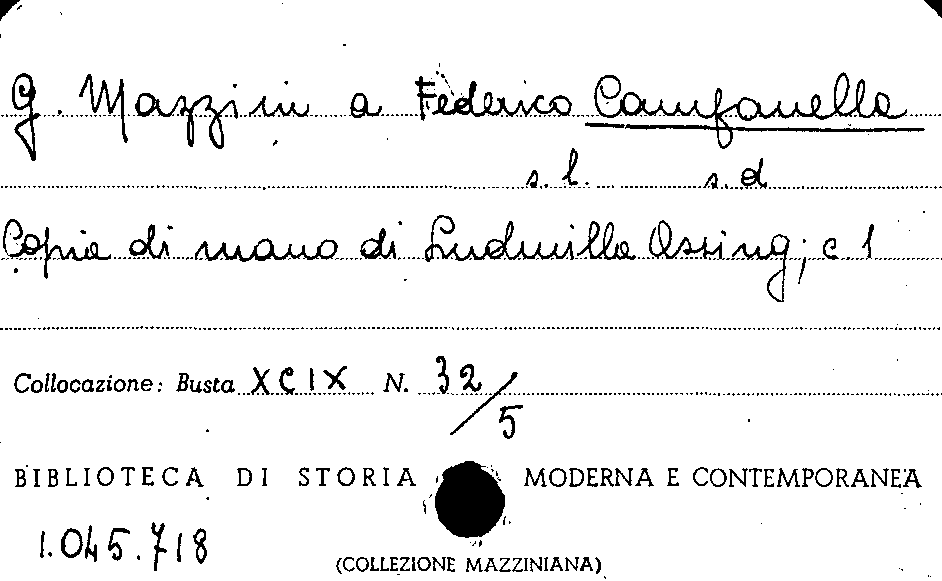 G. Mazzini a Federico Campanella
s. l. s. d
Copia di mano di Ludmilla Assing; c 1
Collocazione: Busta XCIX N. 32/5
BIBLIOTECA DI STORIA MODERNA E CONTEMPORANEA
1.045.718
(COLLEZIONE MAZZINIANA)